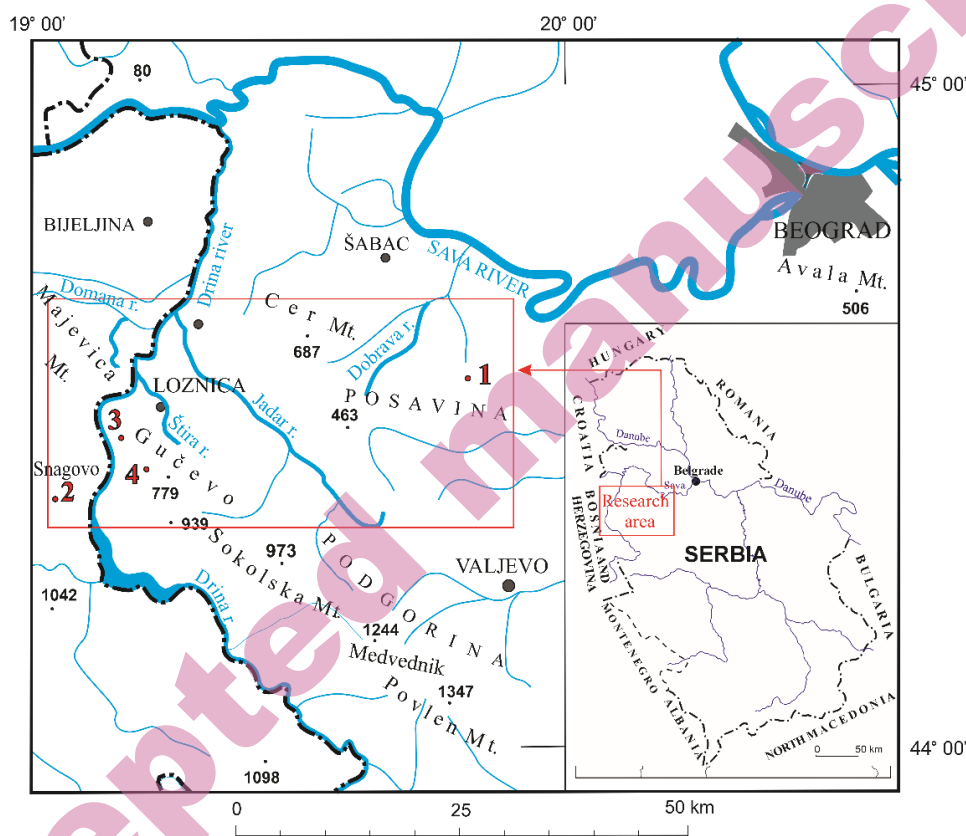 19° 00'
20° 00'
80
45° 00'
BIJELJINA
ŠABAC
BEOGRAD
Drina river
SAVA RIVER
Avala Mt.
506
Domana r.
Majevica Mt.
Cer Mt.
687
Dobrava r.
1
HUNGARY
ROMANIA
LOZNICA
POSAVINA
Jadar r.
463
CROATIA
Danube
3
Štira r.
Gučevo
4
Snagovo
2
779
Belgrade
Sava
Danube
Research
area
939
BOSNIA AND
HERZEGOVINA
SERBIA
Sokolska Mt.
973
PODGORINA
VALJEVO
BULGARIA
Drina r
1042
1244
Medvednik
MONTENEGRO
1347
Povlen Mt.
ALBANIA
NORTH MACEDONIA
0 50 km
44° 00'
1098
0 25 50 km
epted manusc